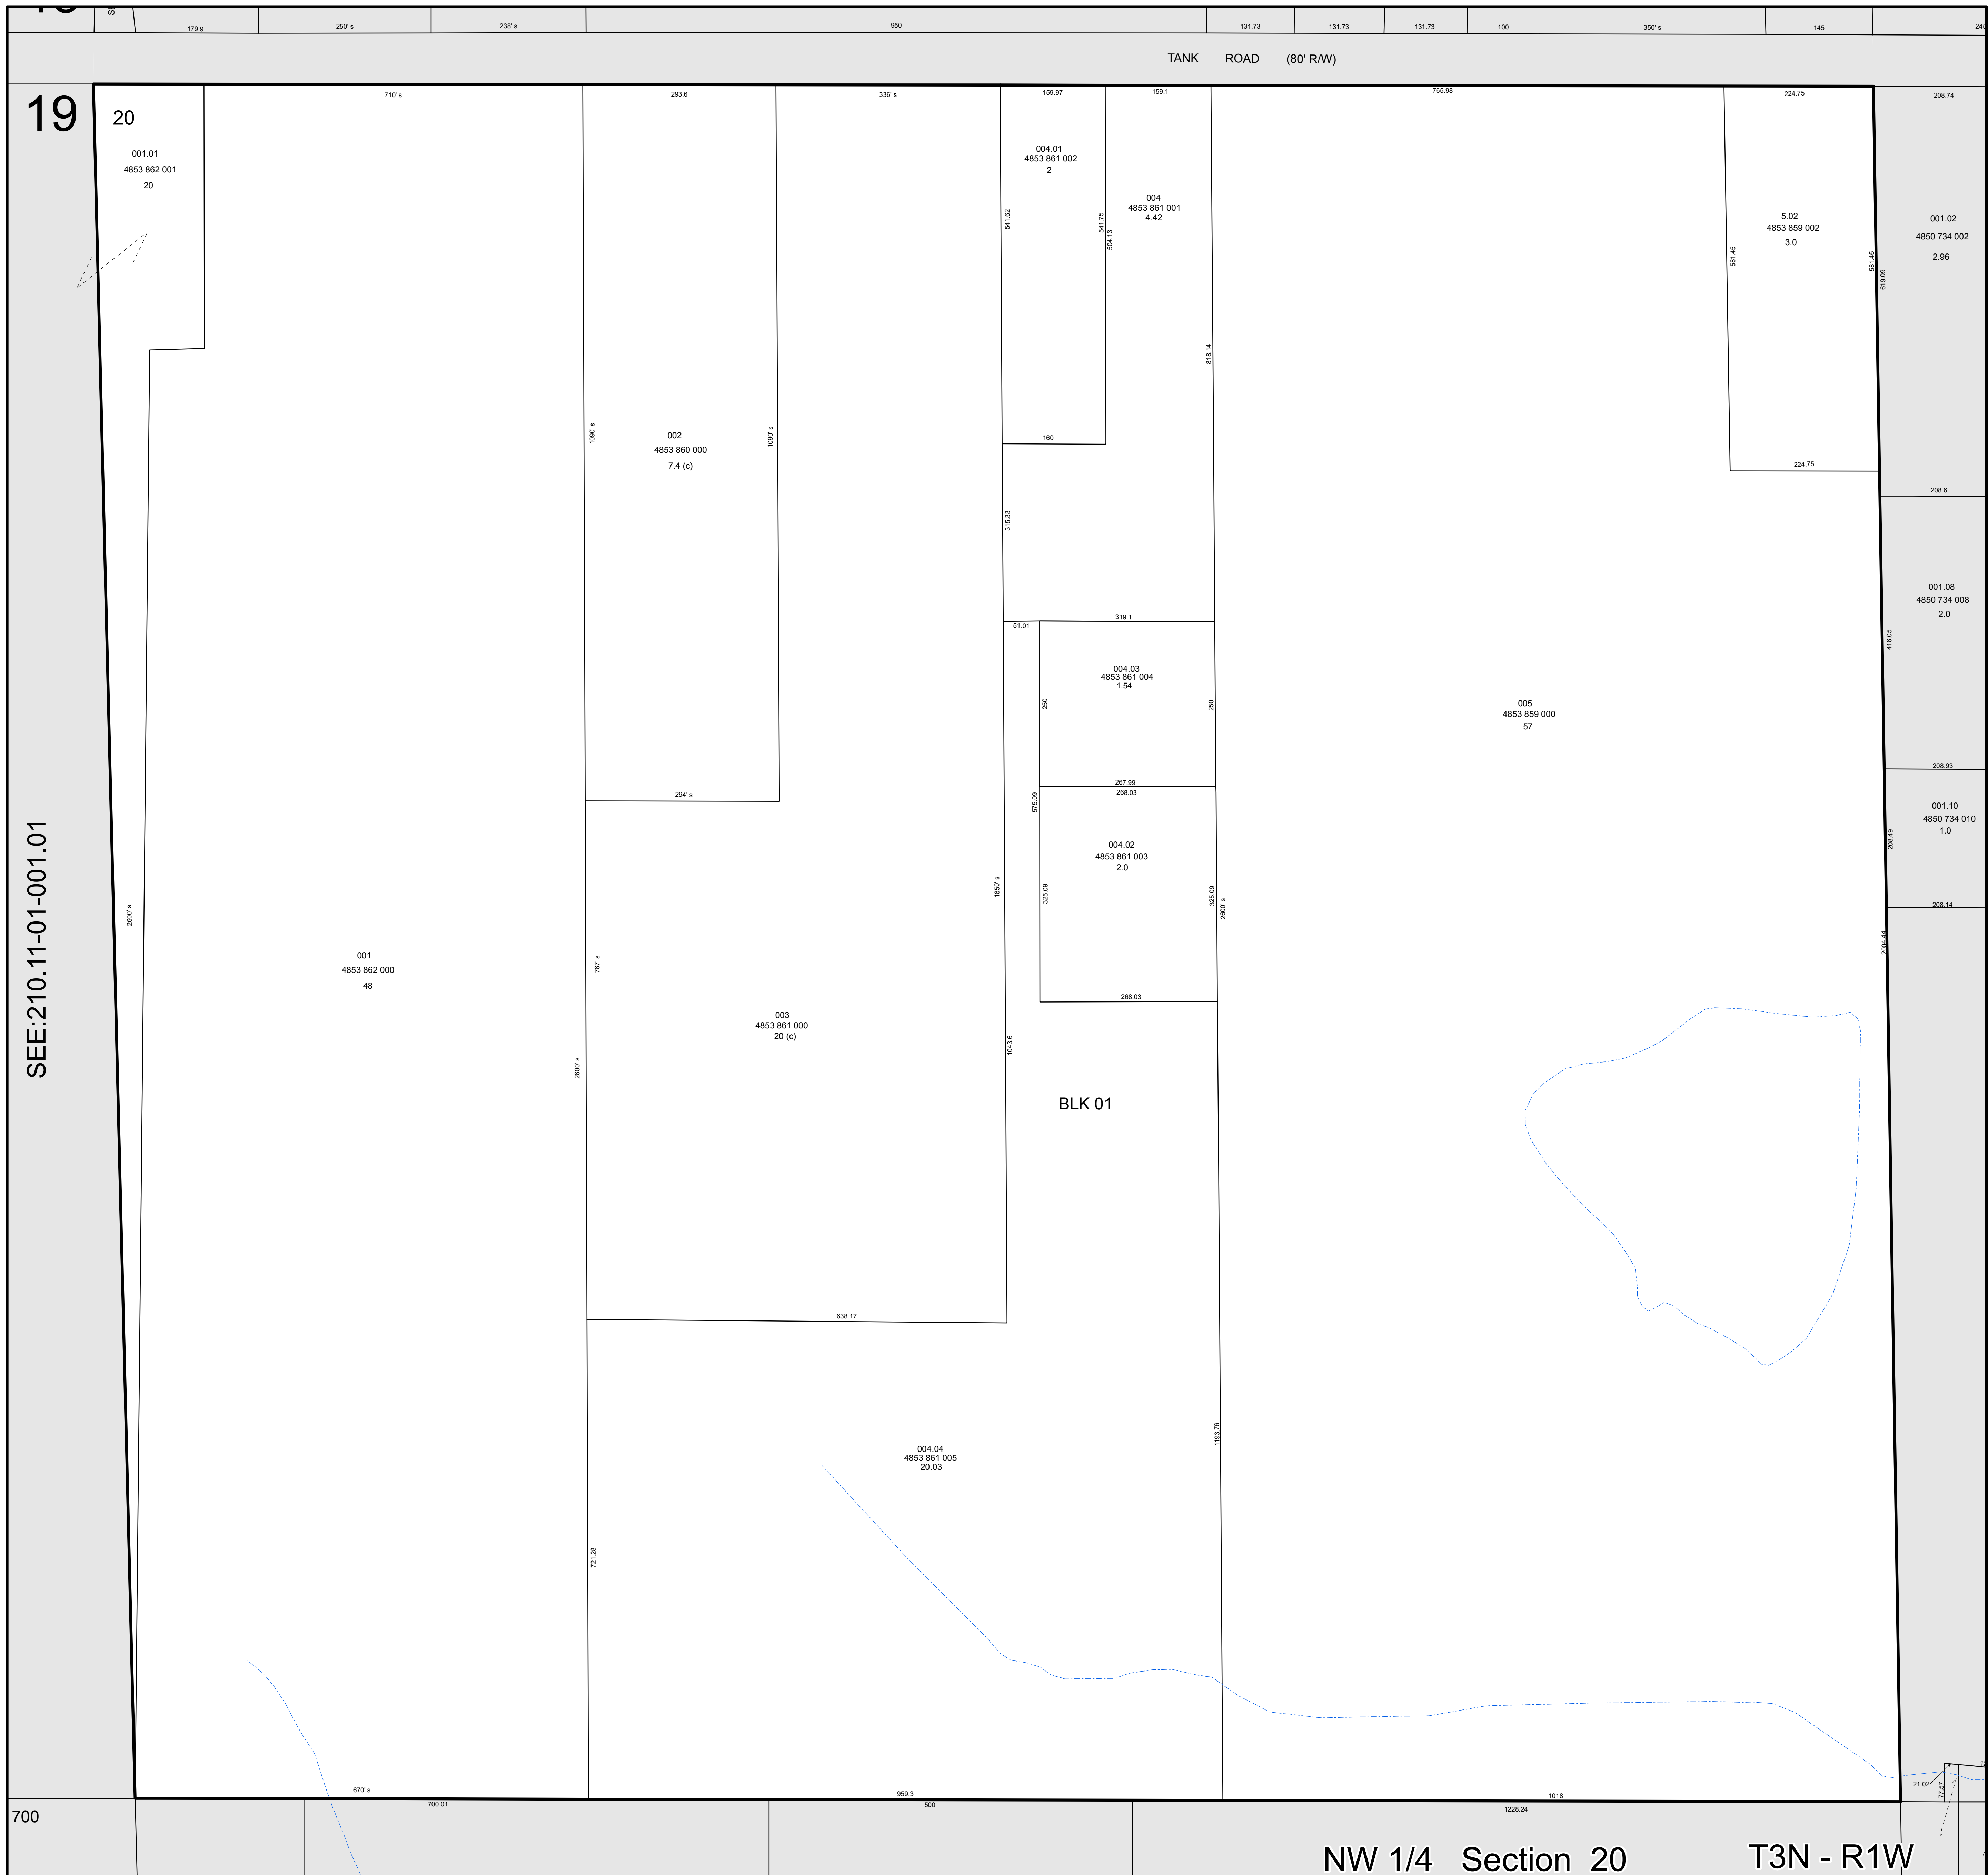 179.9
250' s
238' s
950
131.73
131.73
131.73
100
350' s
145
TANK ROAD (80' R/W)
19
20
710' s
293.6
336' s
159.97
159.1
765.98
224.75
208.74
001.01
4853 862 001
20
004.01
4853 861 002
2
004
4853 861 001
4.42
5.02
4853 859 002
3.0
001.02
4850 734 002
2.96
541.62
541.75
504.13
581.45
581.45
619.09
818.14
002
4853 860 000
7.4 (c)
1090' s
1090' s
160
224.75
208.6
315.33
319.1
51.01
001.08
4850 734 008
2.0
416.05
004.03
4853 861 004
1.54
250
250
005
4853 859 000
57
267.99
268.03
208.93
294' s
575.09
001.10
4850 734 010
1.0
208.49
004.02
4853 861 003
2.0
325.09
325.09
2600' s
1850' s
208.14
2004.44
SEE:210.11-01-001.01
2600' s
001
4853 862 000
48
767' s
268.03
003
4853 861 000
20 (c)
1043.6
2600' s
BLK 01
638.17
1193.76
004.04
4853 861 005
20.03
721.28
670' s
959.3
1018
21.02
77.57
700
700.01
500
1228.24
NW 1/4 Section 20
T3N - R1W